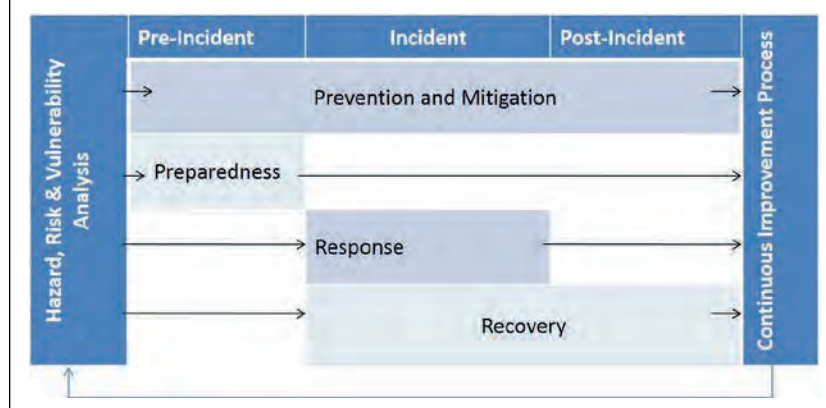 Hazard, Risk & Vulnerability
Analysis
Pre-Incident
Incident
Post-Incident
Prevention and Mitigation
Preparedness
Response
Recovery
Continuous Improvement Process